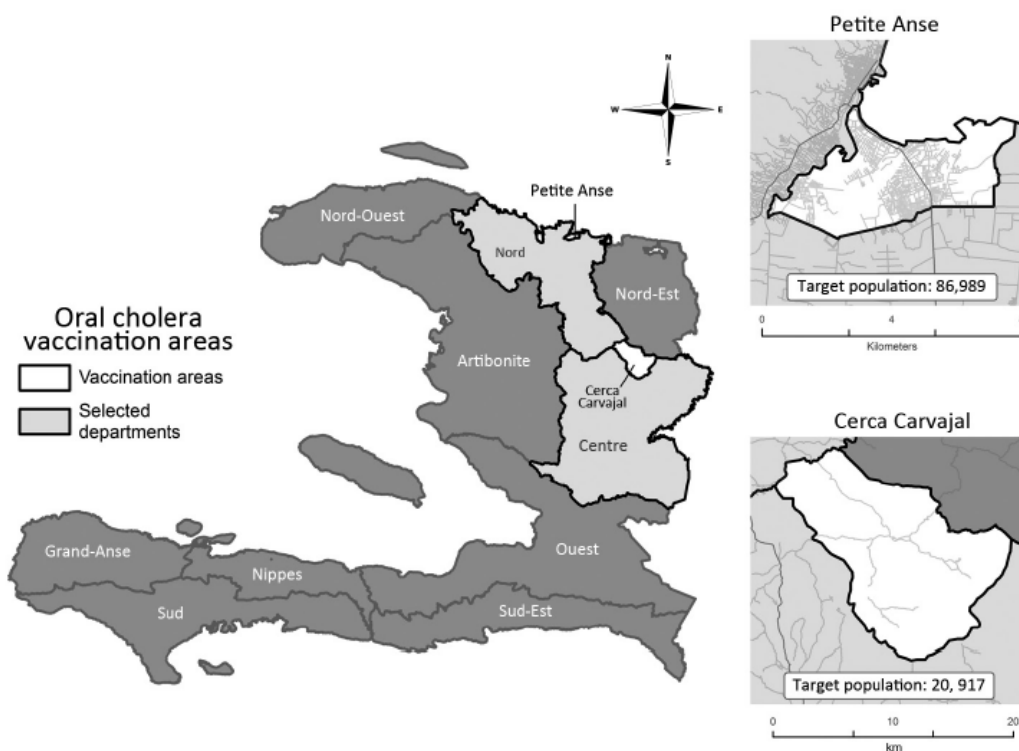 Petite Anse
N
W
E
S
Petite Anse
Nord-Ouest
Nord
Nord-Est
Target population: 86,989
0
4
Kilometers
Oral cholera
vaccination areas
Vaccination areas
Selected
departments
Artibonite
Cerca
Carvajal
Centre
Cerca Carvajal
Grand-Anse
Nippes
Ouest
Sud
Sud-Est
Target population: 20, 917
0
10
20
km